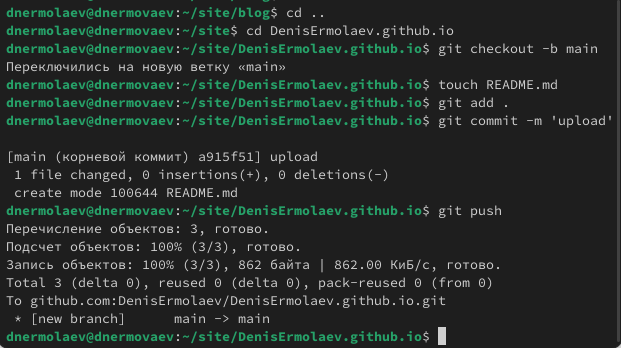 dnermolaev@dnermovaev:~/site/blog$ cd ..
dnermolaev@dnermovaev:~/site$ cd DenisErmolaev.github.io
dnermolaev@dnermovaev:~/site/DenisErmolaev.github.io$ git checkout -b main
Переключились на новую ветку «main»
dnermolaev@dnermovaev:~/site/DenisErmolaev.github.io$ touch README.md
dnermolaev@dnermovaev:~/site/DenisErmolaev.github.io$ git add .
dnermolaev@dnermovaev:~/site/DenisErmolaev.github.io$ git commit -m 'upload'
[main (корневой коммит) a915f51] upload
1 file changed, 0 insertions(+), 0 deletions(-)
create mode 100644 README.md
dnermolaev@dnermovaev:~/site/DenisErmolaev.github.io$ git push
Перечисление объектов: 3, готово.
Подсчет объектов: 100% (3/3), готово.
Запись объектов: 100% (3/3), 862 байта | 862.00 КиБ/с, готово.
Total 3 (delta 0), reused 0 (delta 0), pack-reused 0 (from 0)
To github.com:DenisErmolaev/DenisErmolaev.github.io.git
* [new branch]      main -> main
dnermolaev@dnermovaev:~/site/DenisErmolaev.github.io$